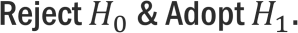 Reject H₀ & Adopt H₁.